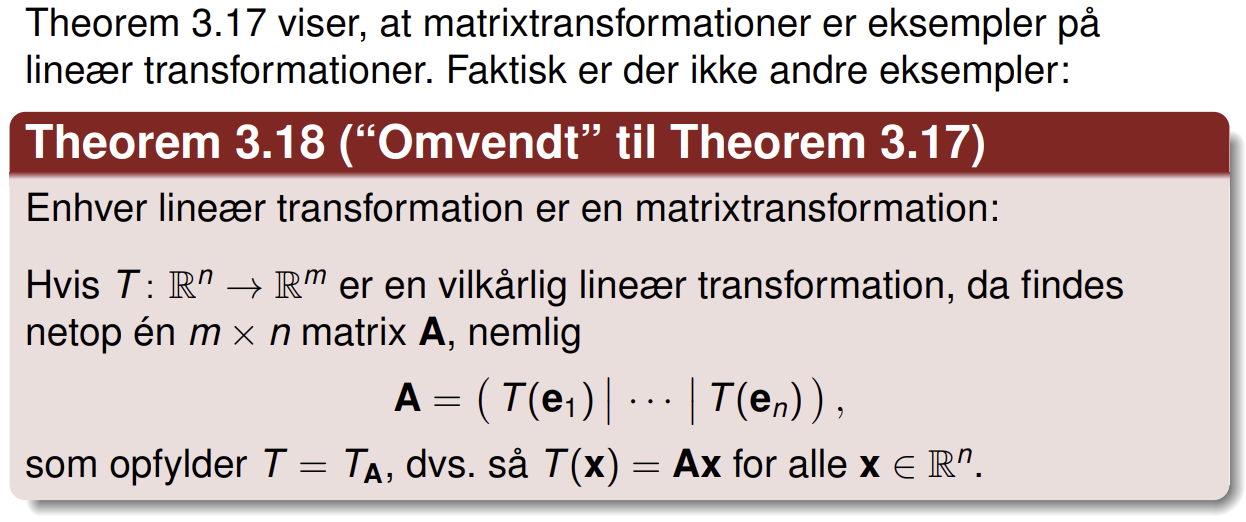 Theorem 3.17 viser, at matrixtransformationer er eksempler på
lineær transformationer. Faktisk er der ikke andre eksempler:
Theorem 3.18 (“Omvendt” til Theorem 3.17)
Enhver lineær transformation er en matrixtransformation:
Hvis T: ℝⁿ → ℝᵐ er en vilkårlig lineær transformation, da findes
netop én m × n matrix A, nemlig
A = ( T(e₁) | ⋯ | T(eₙ) ) ,
som opfylder T = T_A, dvs. så T(x) = Ax for alle x ∈ ℝⁿ.